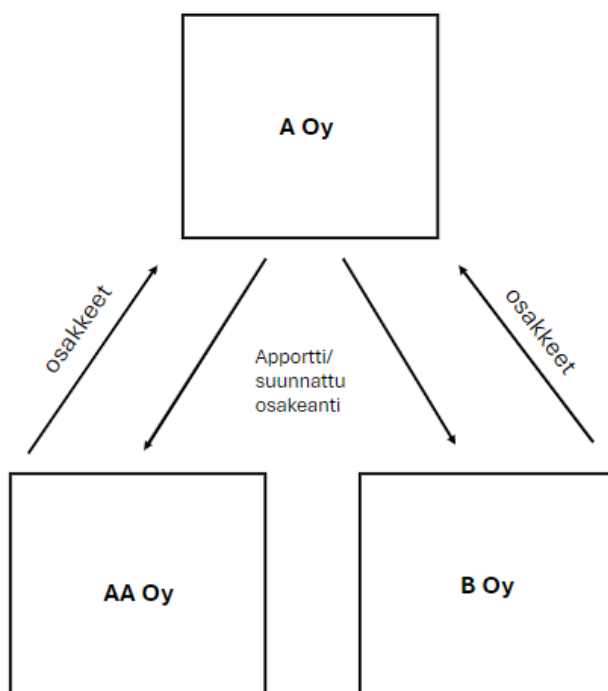 A Oy
osakkeet
osakkeet
Apportti/
suunnattu
osakeanti
AA Oy
B Oy